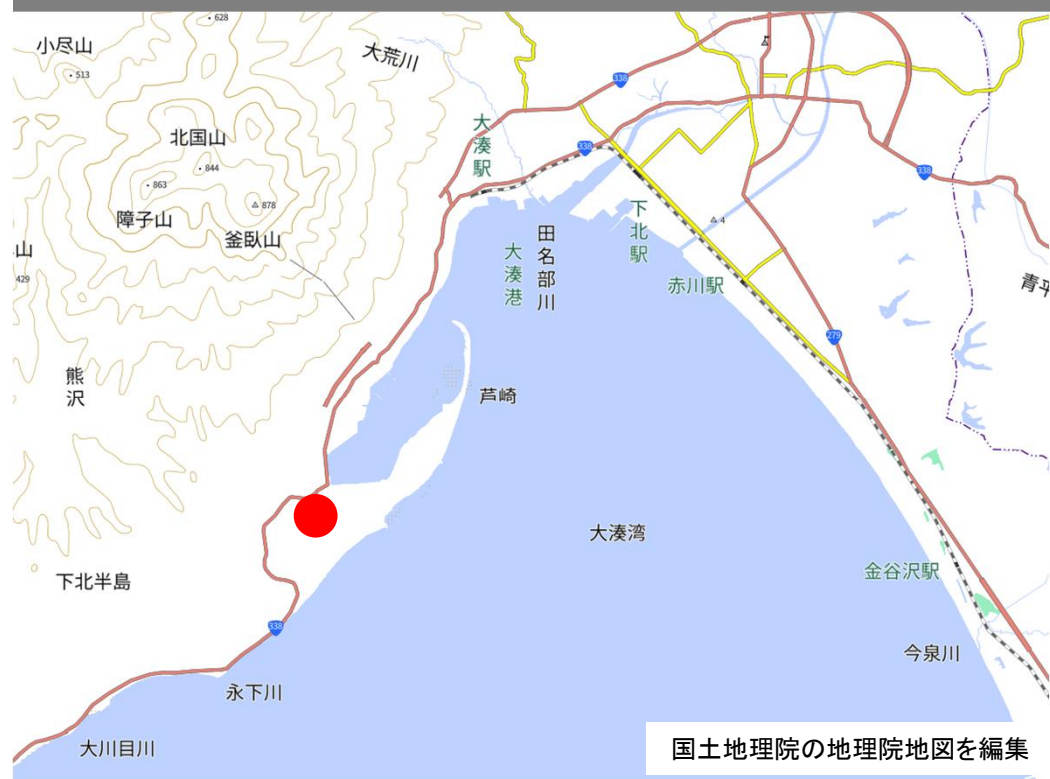 628
小尽山
513
大荒川
338
北国山
844
863
878
障子山
釜臥山
大湊駅
338
338
下北駅
4
田名部川
大湊港
赤川駅
山
429
青平
279
熊沢
芦崎
大湊湾
下北半島
金谷沢駅
338
今泉川
永下川
大川目川
国土地理院の地理院地図を編集